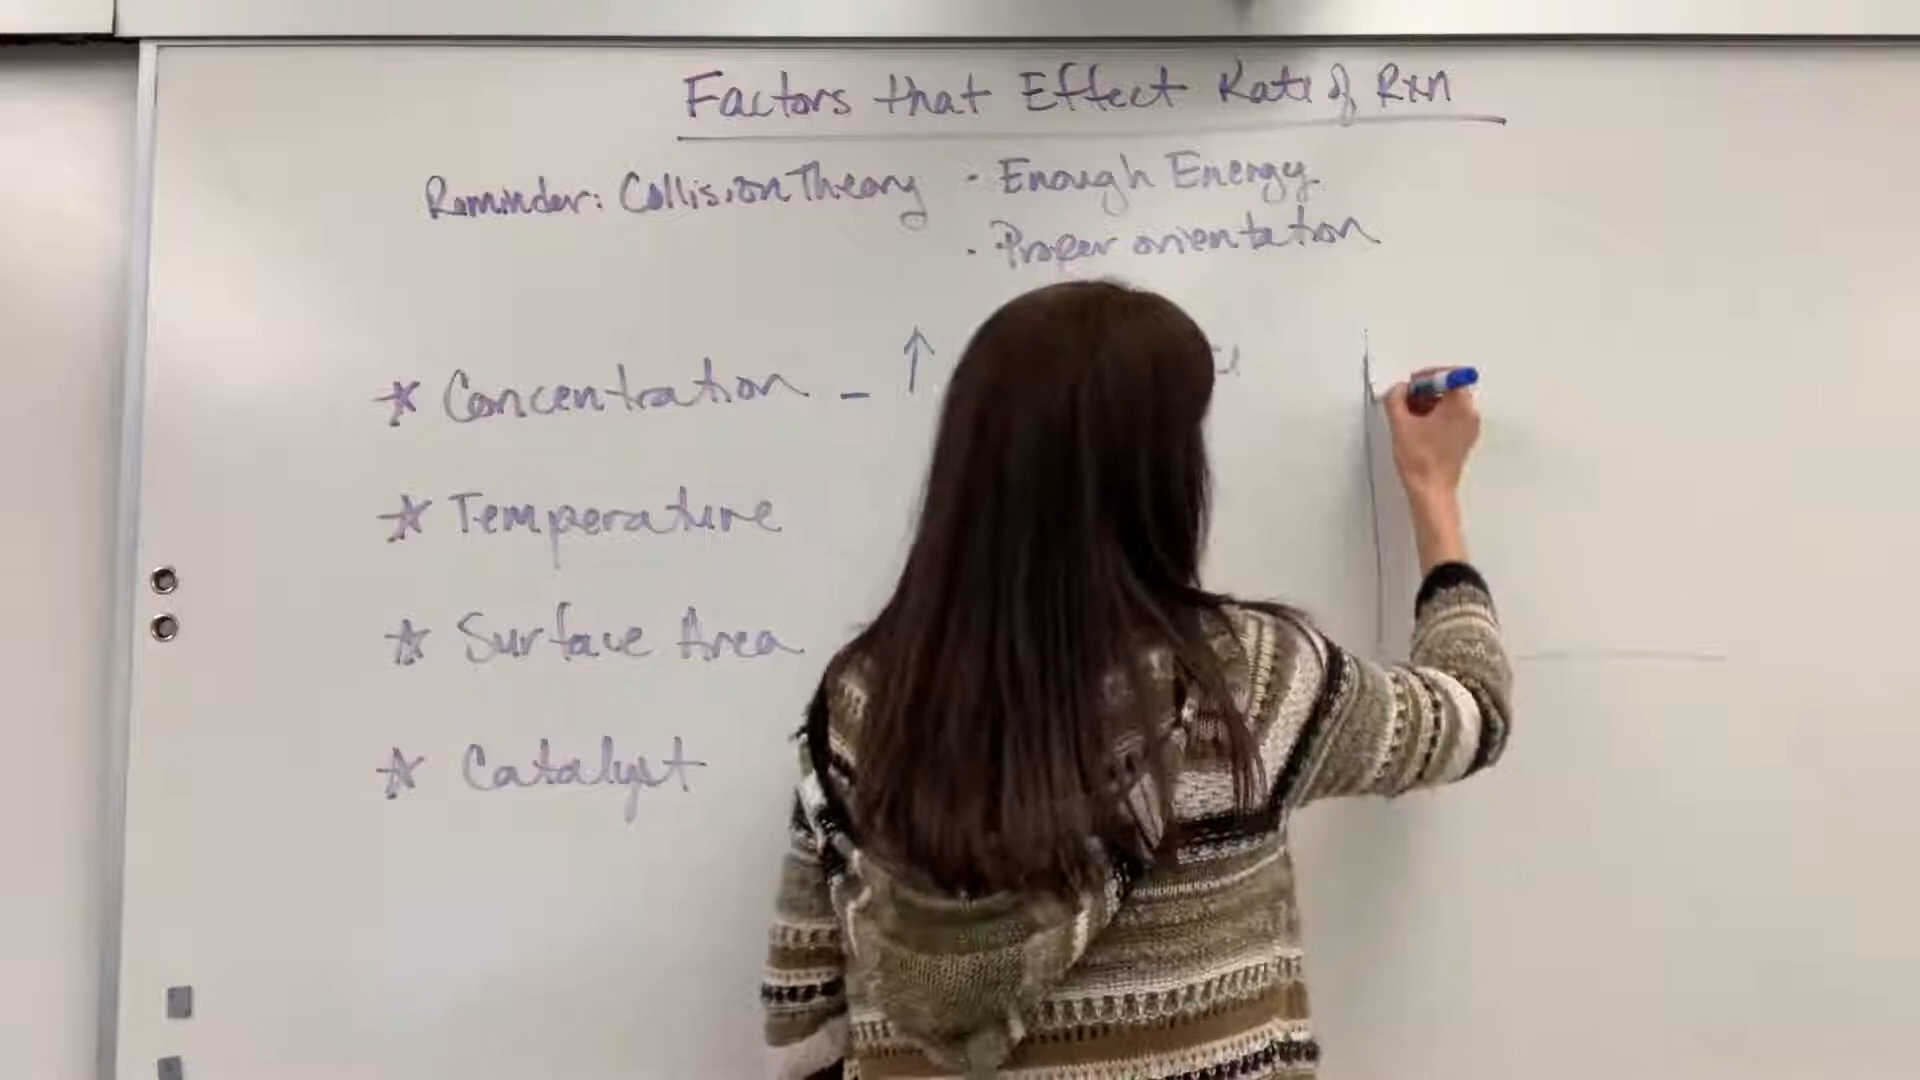 Factors that Effect Rate of Rxn
Reminder: Collision Theory · Enough Energy
· Proper orientation
☆ Concentration - ↑
☆ Temperature
☆ Surface Area
☆ Catalyst